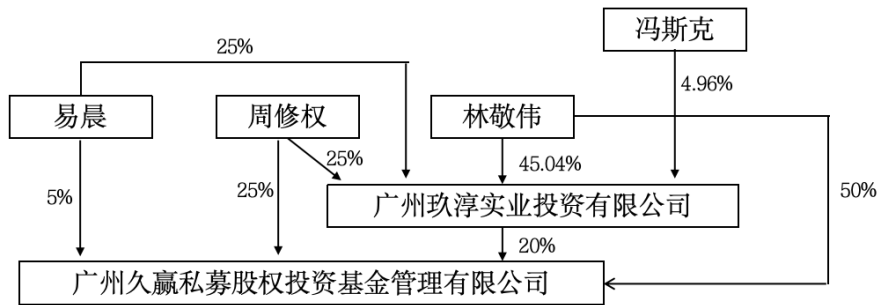 冯斯克
25%
4.96%
易晨
周修权
林敬伟
25%
45.04%
5%
25%
50%
广州玖淳实业投资有限公司
20%
广州久赢私募股权投资基金管理有限公司